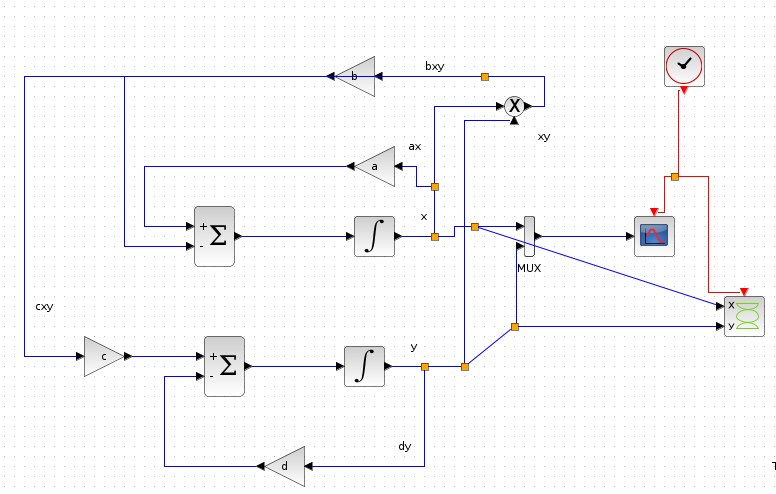 bxy
b
X
xy
ax
a
x
+
-
Σ
∫
MUX
x
y
cxy
c
+
-
Σ
∫
y
dy
d
T